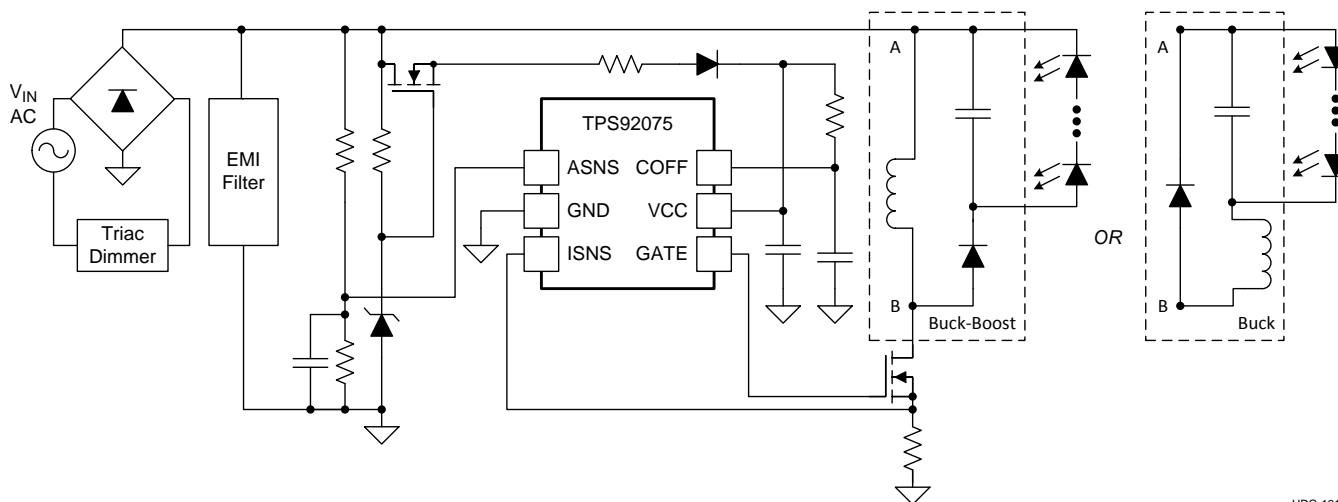 V_IN
AC
EMI
Filter
Triac
Dimmer
TPS92075
ASNS
COFF
GND
VCC
ISNS
GATE
A
B
Buck-Boost
OR
A
B
Buck